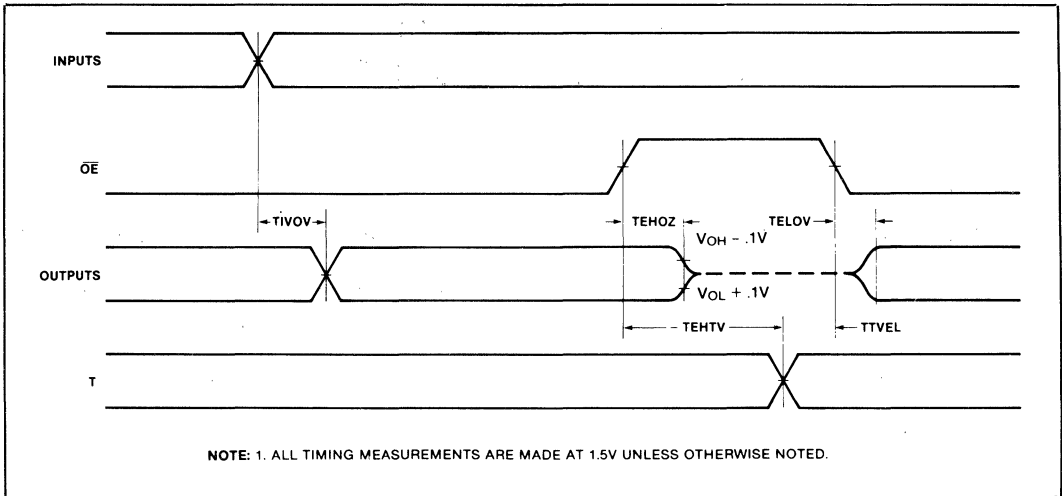 INPUTS
OE
TIVOV
TEHOZ
TELOV
VOH - .1V
OUTPUTS
VOL + .1V
TEHTV
TTVEL
T
NOTE: 1. ALL TIMING MEASUREMENTS ARE MADE AT 1.5V UNLESS OTHERWISE NOTED.